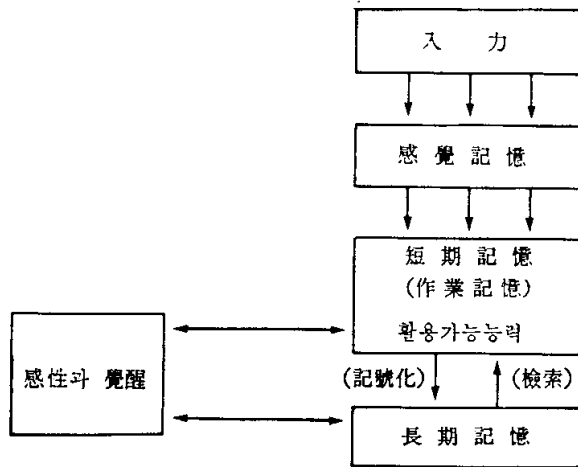 入 力
感 覺 記 憶
短 期 記 憶
(作 業 記 憶)
활용가능능력
感性과 覺醒
(記號化)
(檢索)
長 期 記 憶